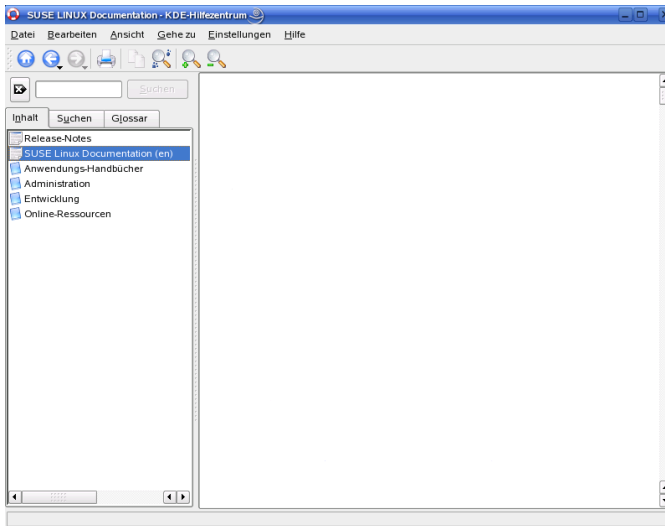 SUSE LINUX Documentation - KDE-Hilfezentrum
Datei Bearbeiten Ansicht Gehe zu Einstellungen Hilfe
Suchen
Inhalt Suchen Glossar
Release-Notes
SUSE Linux Documentation (en)
Anwendungs-Handbücher
Administration
Entwicklung
Online-Ressourcen